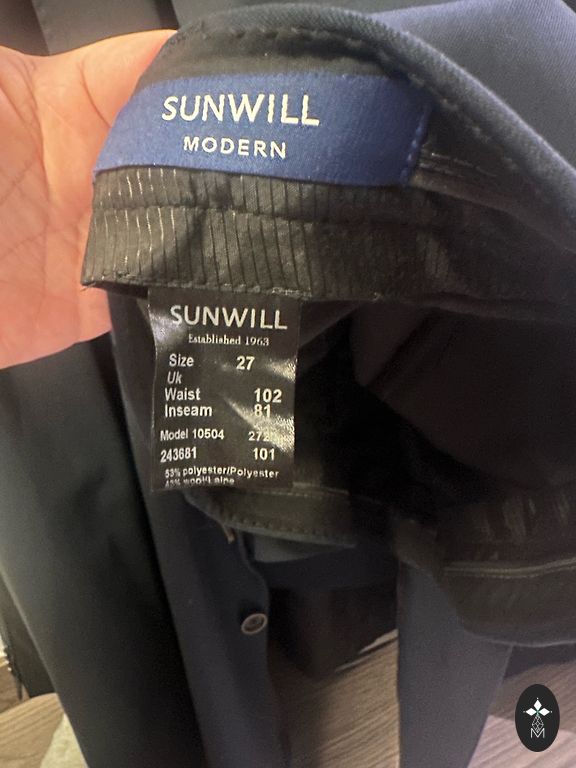 SUNWILL
MODERN
SUNWILL
Established 1963
Size 27
Uk
Waist 102
Inseam 81
Model 10504
243681 101
53% polyester/Polyester
M